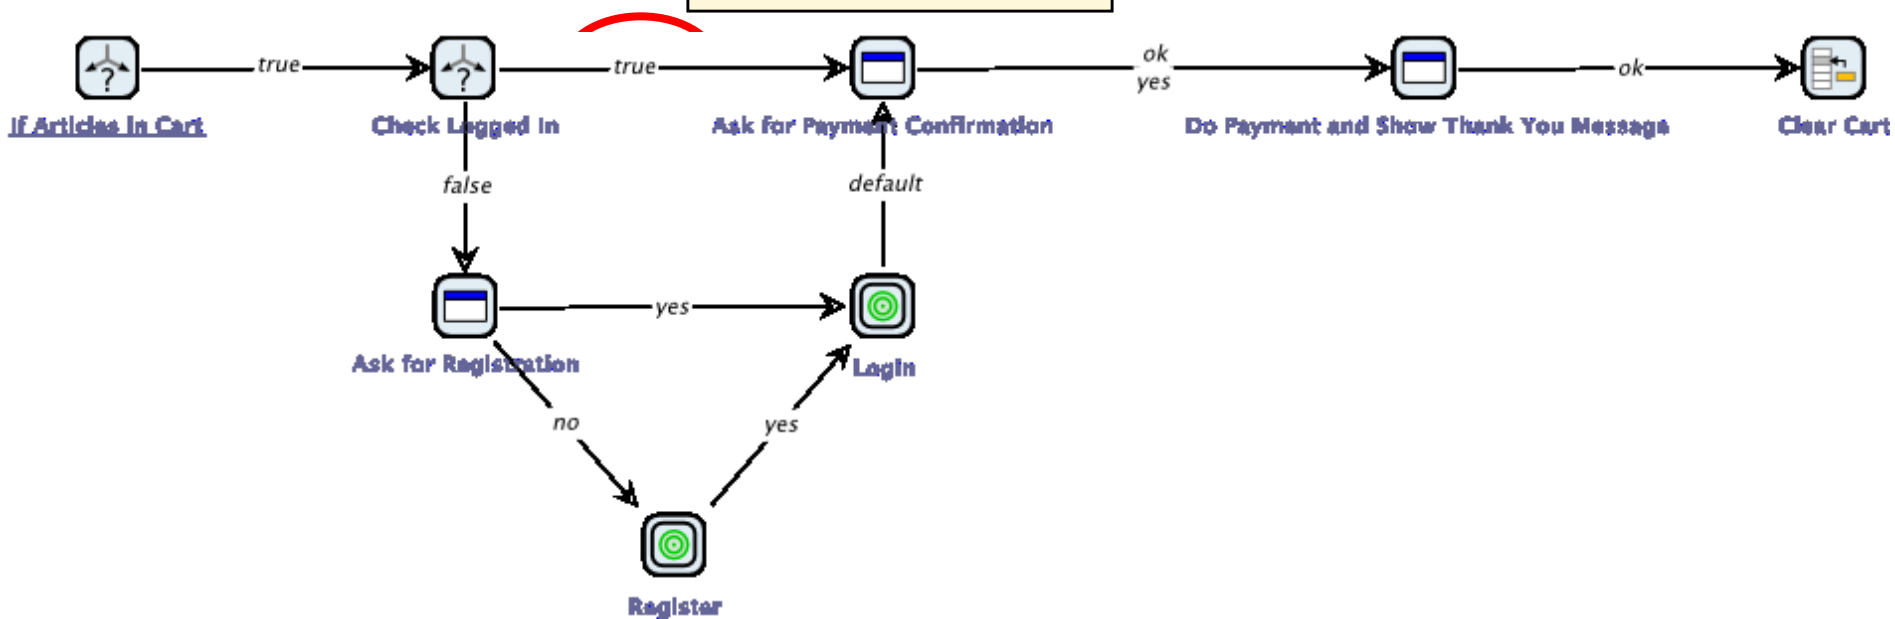 true
true
ok
yes
ok
?
?
If Articles in Cart
Check Logged In
Ask for Payment Confirmation
Do Payment and Show Thank You Message
Clear Cart
false
default
yes
Ask for Registration
Login
no
yes
Register